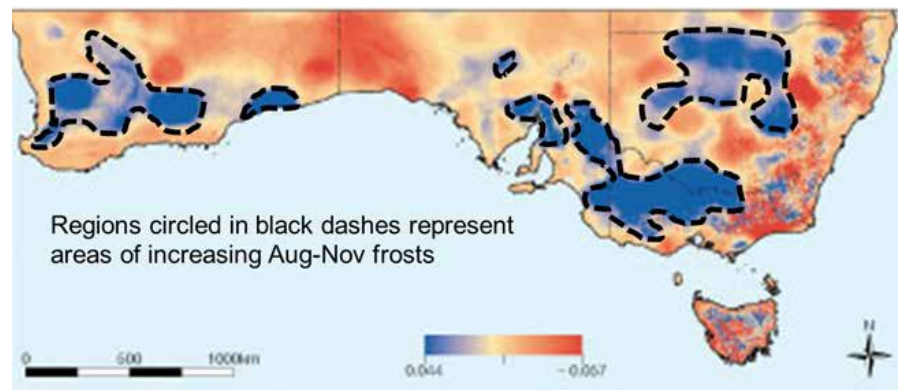 Regions circled in black dashes represent
areas of increasing Aug-Nov frosts
0 500 1000km
0.044 -0.057
N